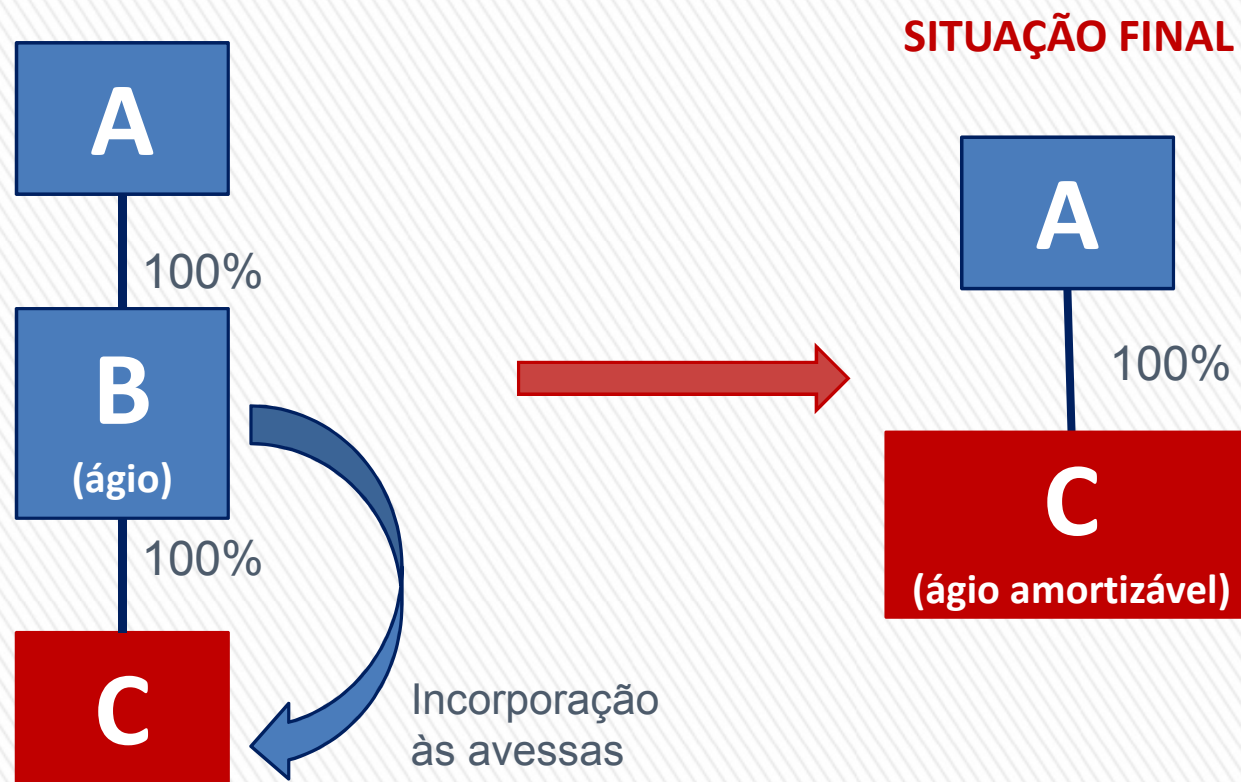 A
100%
B
(ágio)
100%
C
Incorporação
às avessas
SITUAÇÃO FINAL
A
100%
C
(ágio amortizável)